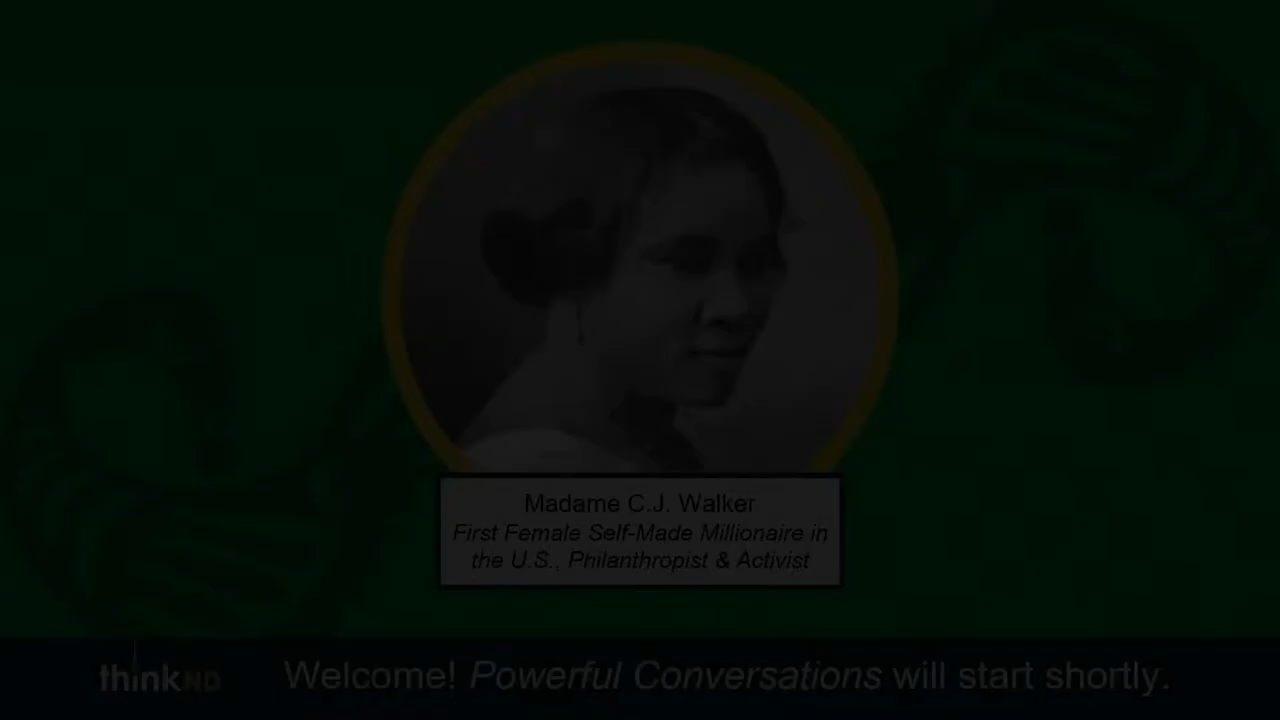 Madame C.J. Walker
First Female Self-Made Millionaire in
the U.S., Philanthropist & Activist
thinkND
Welcome! Powerful Conversations will start shortly.